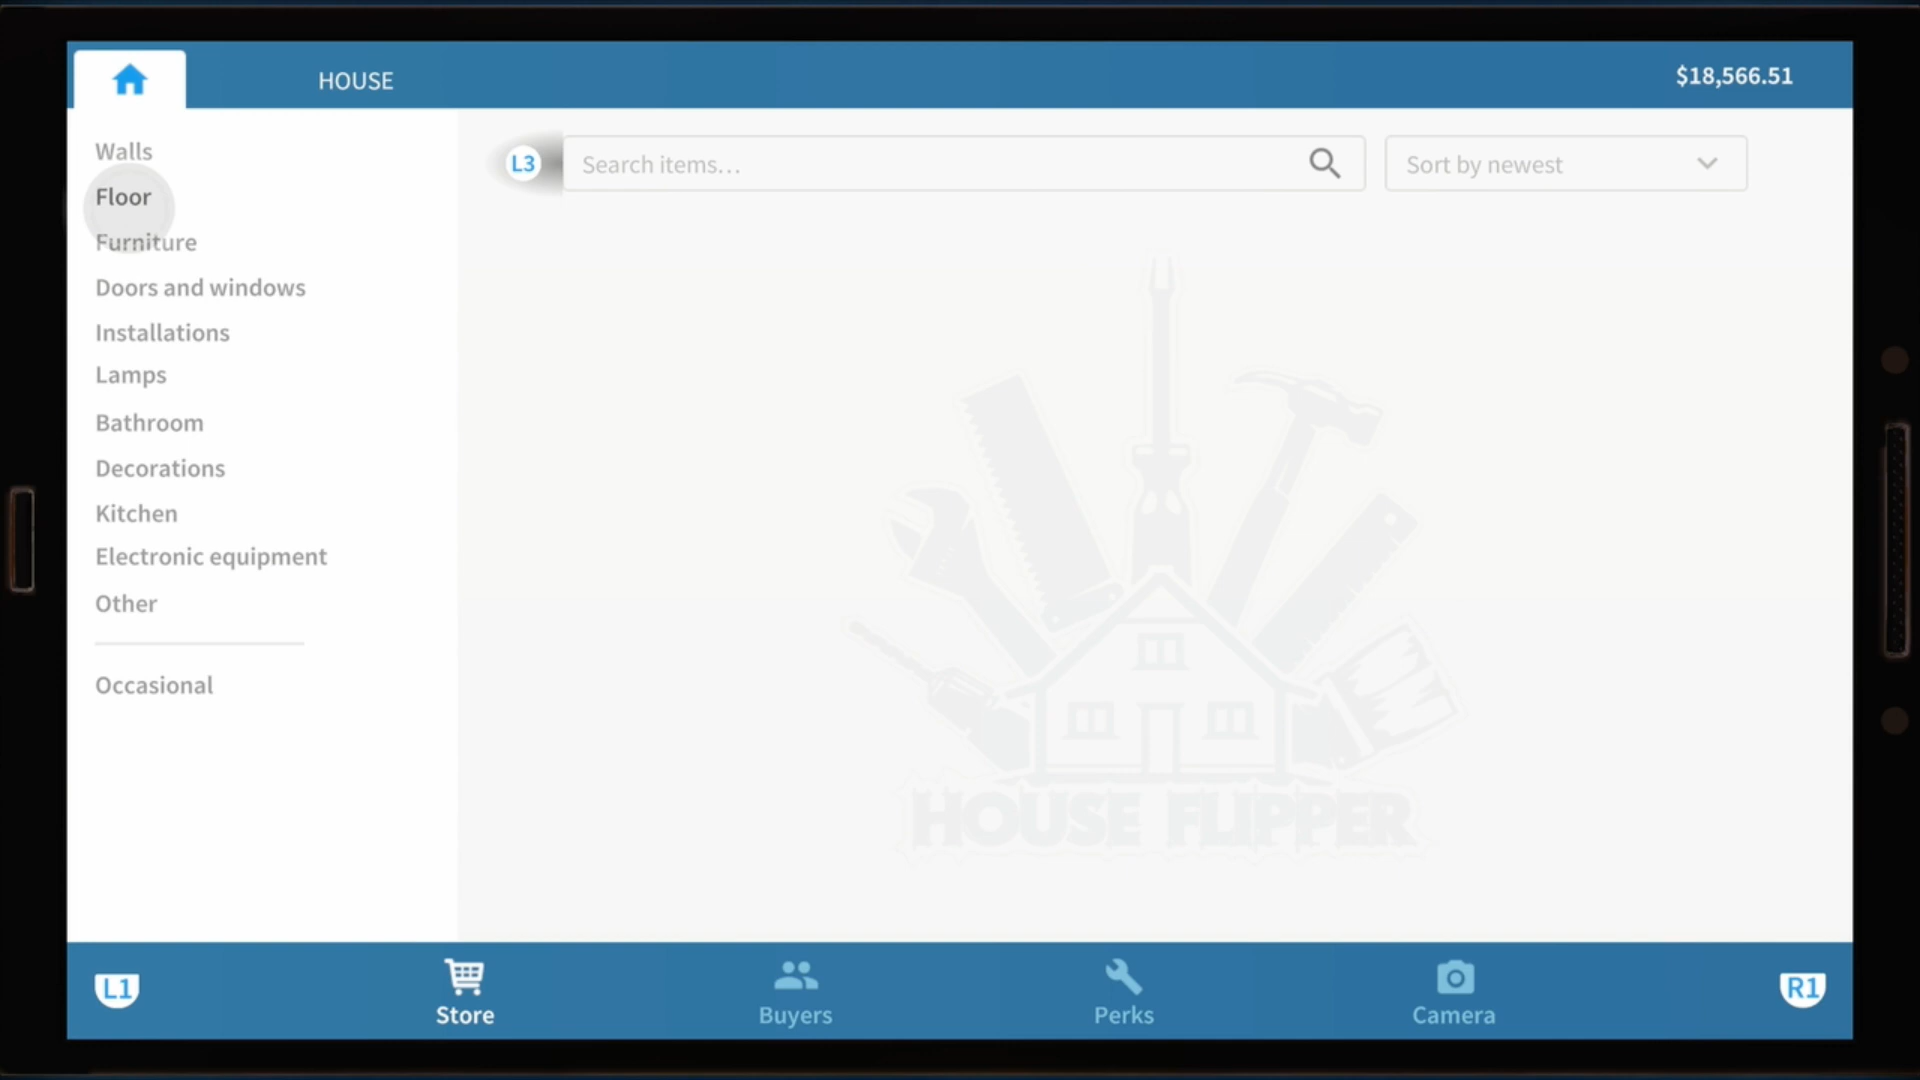 HOUSE
$18,566.51
Walls
Floor
Furniture
Doors and windows
Installations
Lamps
Bathroom
Decorations
Kitchen
Electronic equipment
Other
Occasional
L3
Search items...
Sort by newest
HOUSE FLIPPER
L1
Store
Buyers
Perks
Camera
R1